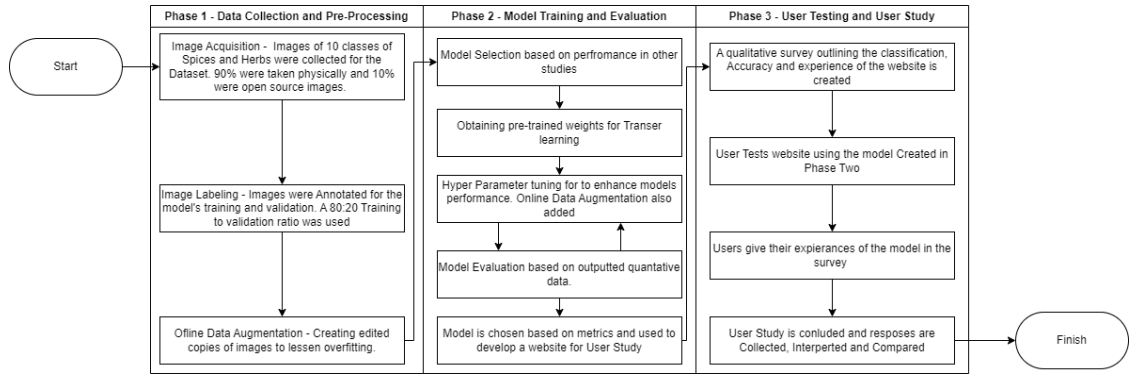 Phase 1 - Data Collection and Pre-Processing
Phase 2 - Model Training and Evaluation
Phase 3 - User Testing and User Study
Start
Image Acquisition - Images of 10 classes of
Spices and Herbs were collected for the
Dataset. 90% were taken physically and 10%
were open source images.
Image Labeling - Images were Annotated for the
model's training and validation. A 80:20 Training
to validation ratio was used
Ofline Data Augmentation - Creating edited
copies of images to lessen overfitting.
Model Selection based on perfromance in other
studies
Obtaining pre-trained weights for Transer
learning
Hyper Parameter tuning for to enhance models
performance. Online Data Augmentation also
added
Model Evaluation based on outputted quantative
data.
Model is chosen based on metrics and used to
develop a website for User Study
A qualitative survey outlining the classification,
Accuracy and experience of the website is
created
User Tests website using the model Created in
Phase Two
Users give their expierances of the model in the
survey
User Study is conluded and resposes are
Collected, Interperted and Compared
Finish